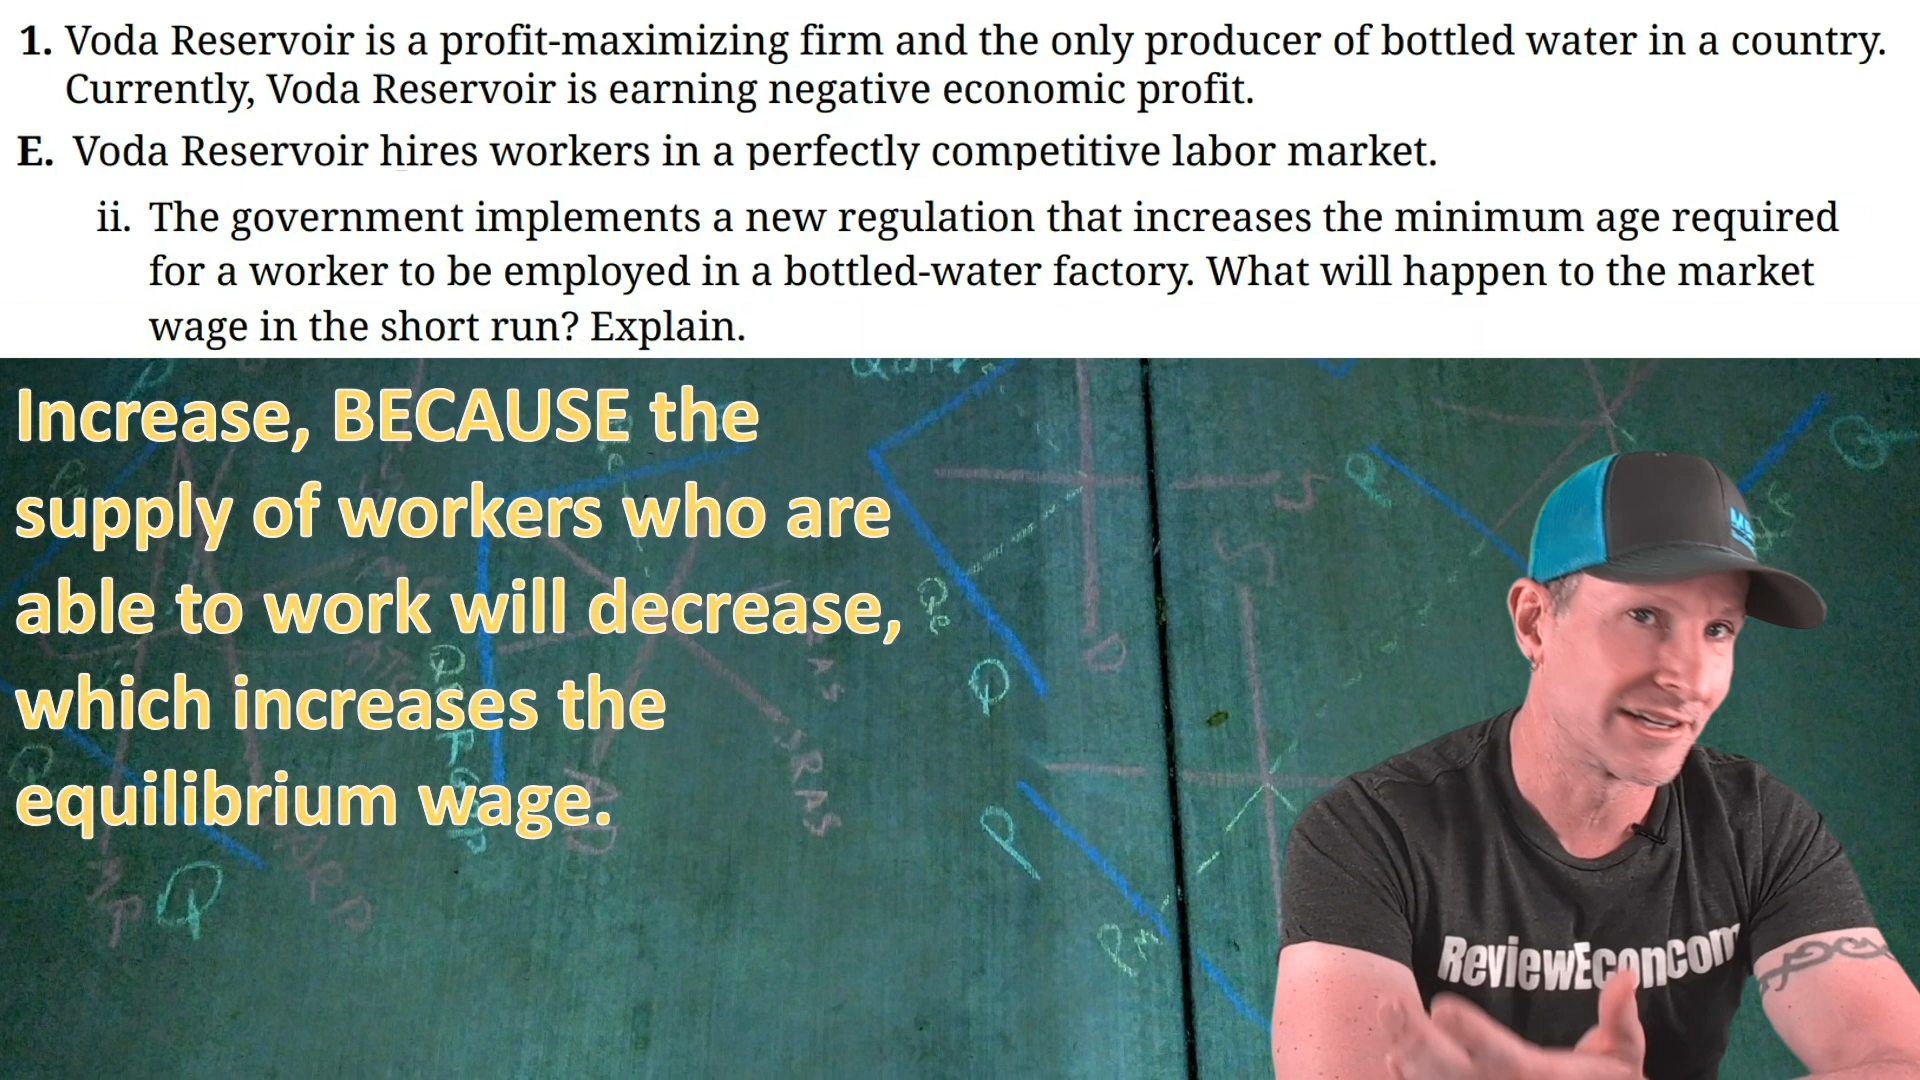 1. Voda Reservoir is a profit-maximizing firm and the only producer of bottled water in a country.
Currently, Voda Reservoir is earning negative economic profit.
E. Voda Reservoir hires workers in a perfectly competitive labor market.
ii. The government implements a new regulation that increases the minimum age required
for a worker to be employed in a bottled-water factory. What will happen to the market
wage in the short run? Explain.
Increase, BECAUSE the
supply of workers who are
able to work will decrease,
which increases the
equilibrium wage.
P
S
Q
D
SRAS
P
Q
ReviewEcon.com